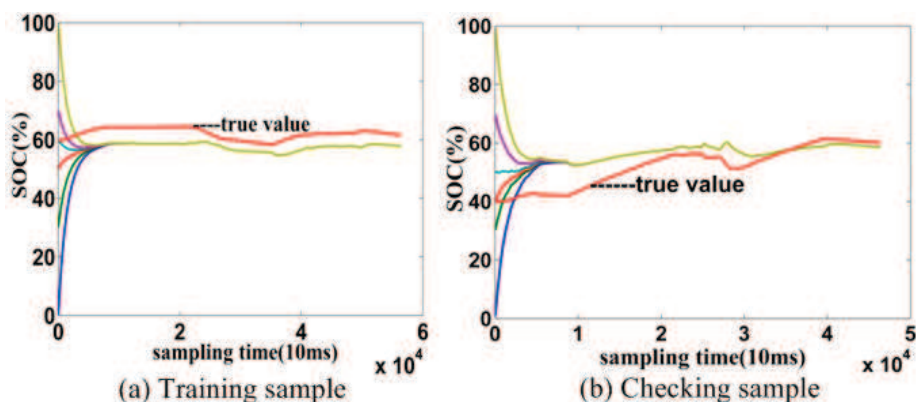 100
80
60
40
20
0
SOC(%)
true value
0
2
4
6
sampling time(10ms)
x 10^4
(a) Training sample
100
80
60
40
20
0
SOC(%)
true value
0
1
2
3
4
5
sampling time(10ms)
x 10^4
(b) Checking sample